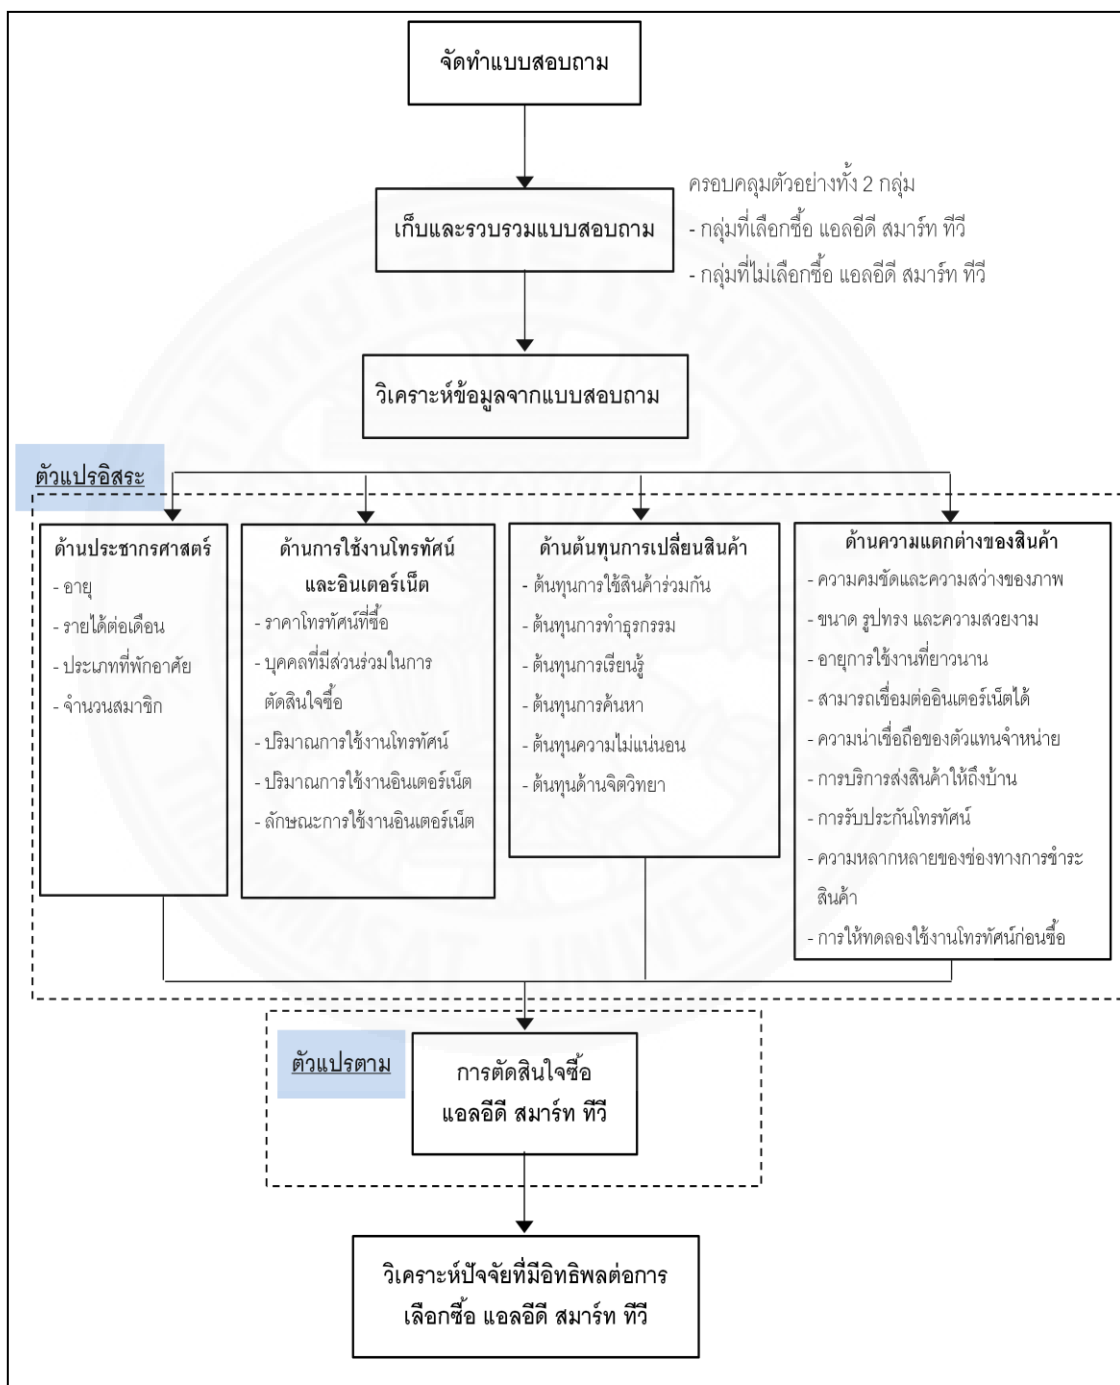 จัดทำแบบสอบถาม
ครอบคลุมตัวอย่างทั้ง 2 กลุ่ม
เก็บและรวบรวมแบบสอบถาม
- กลุ่มที่เลือกซื้อ แอลอีดี สมาร์ท ทีวี
- กลุ่มที่ไม่เลือกซื้อ แอลอีดี สมาร์ท ทีวี
วิเคราะห์ข้อมูลจากแบบสอบถาม
ตัวแปรอิสระ
ด้านประชากรศาสตร์
- อายุ
- รายได้ต่อเดือน
- ประเภทที่พักอาศัย
- จำนวนสมาชิก
ด้านการใช้งานโทรทัศน์
และอินเตอร์เน็ต
- ราคาโทรทัศน์ที่ซื้อ
- บุคคลที่มีส่วนร่วมในการ
ตัดสินใจซื้อ
- ปริมาณการใช้งานโทรทัศน์
- ปริมาณการใช้งานอินเตอร์เน็ต
- ลักษณะการใช้งานอินเตอร์เน็ต
ด้านต้นทุนการเปลี่ยนสินค้า
- ต้นทุนการใช้สินค้าร่วมกัน
- ต้นทุนการทำธุรกรรม
- ต้นทุนการเรียนรู้
- ต้นทุนการค้นหา
- ต้นทุนความไม่แน่นอน
- ต้นทุนด้านจิตวิทยา
ด้านความแตกต่างของสินค้า
- ความคมชัดและความสว่างของภาพ
- ขนาด รูปทรง และความสวยงาม
- อายุการใช้งานที่ยาวนาน
- สามารถเชื่อมต่ออินเตอร์เน็ตได้
- ความน่าเชื่อถือของตัวแทนจำหน่าย
- การบริการส่งสินค้าให้ถึงบ้าน
- การรับประกันโทรทัศน์
- ความหลากหลายของช่องทางการชำระ
สินค้า
- การให้ทดลองใช้งานโทรทัศน์ก่อนซื้อ
ตัวแปรตาม
การตัดสินใจซื้อ
แอลอีดี สมาร์ท ทีวี
วิเคราะห์ปัจจัยที่มีอิทธิพลต่อการ
เลือกซื้อ แอลอีดี สมาร์ท ทีวี